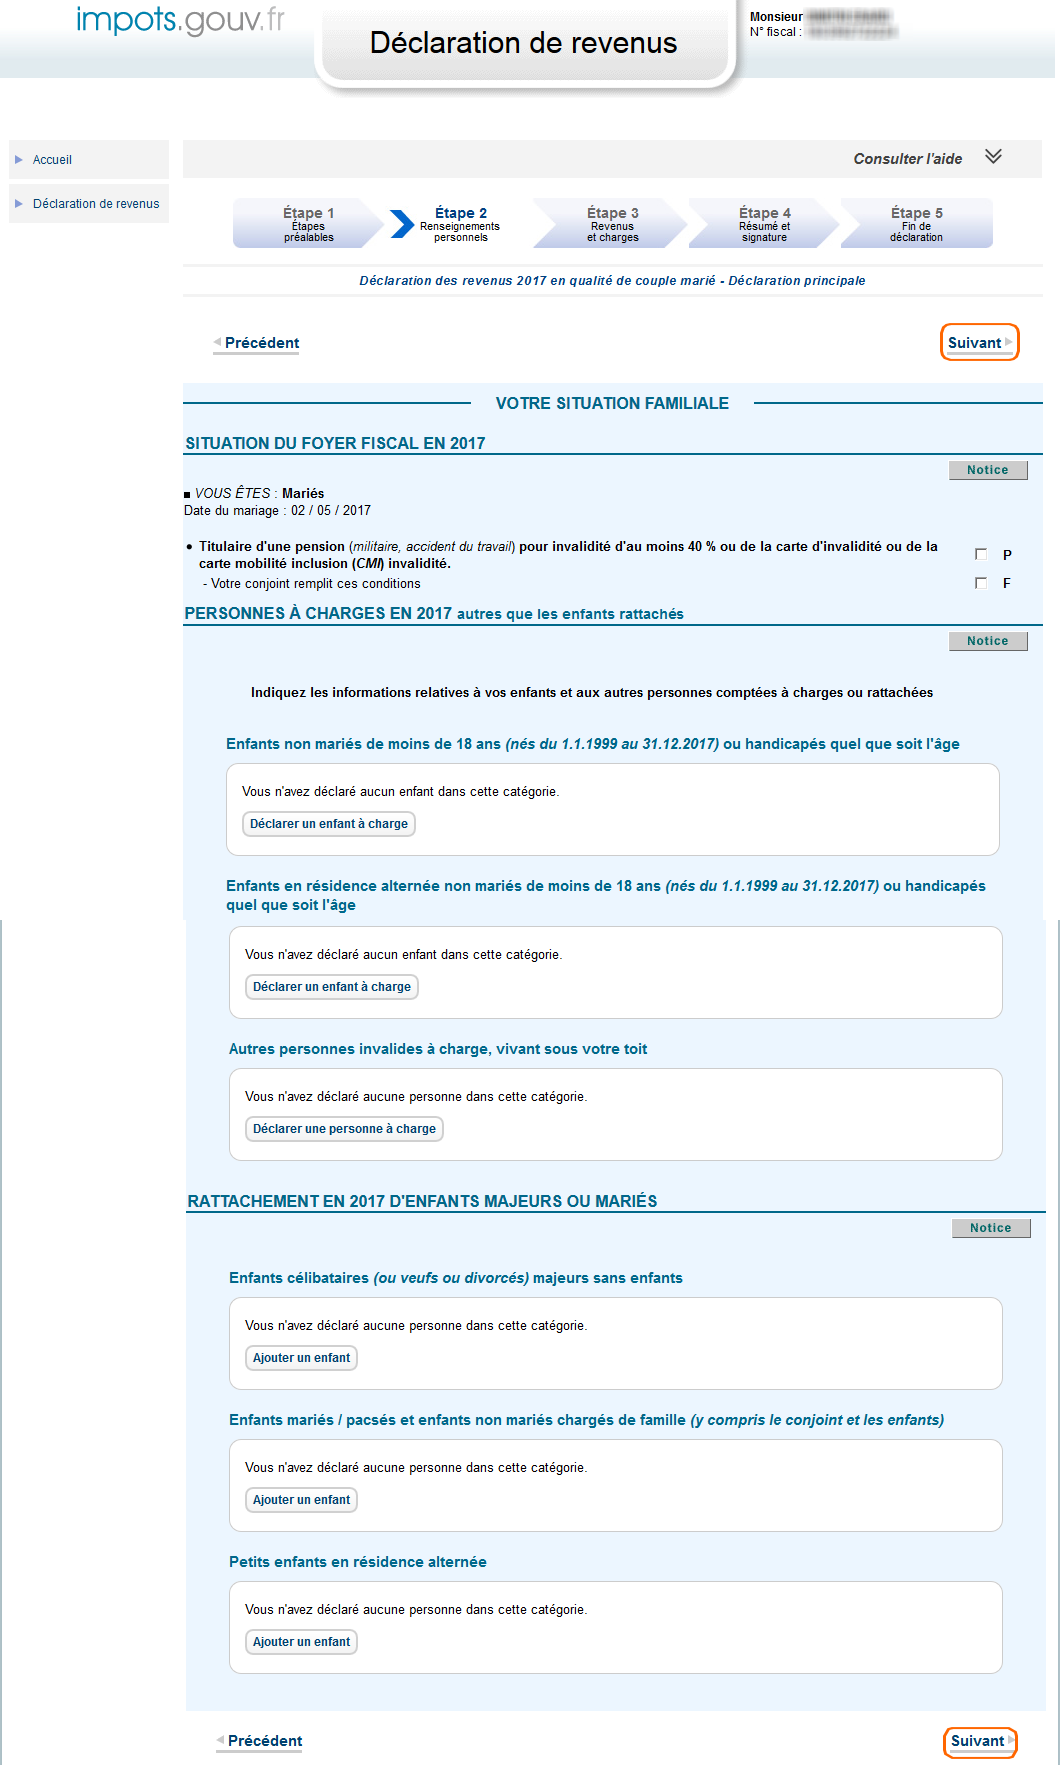 impots.gouv.fr
Déclaration de revenus
Monsieur
N° fiscal :
Accueil
Déclaration de revenus
Consulter l'aide
Étape 1
Étapes
préalables
Étape 2
Renseignements
personnels
Étape 3
Revenus
et charges
Étape 4
Résumé et
signature
Étape 5
Fin de
déclaration
Déclaration des revenus 2017 en qualité de couple marié - Déclaration principale
Précédent
Suivant
VOTRE SITUATION FAMILIALE
SITUATION DU FOYER FISCAL EN 2017
Notice
VOUS ÊTES : Mariés
Date du mariage : 02 / 05 / 2017
• Titulaire d'une pension (militaire, accident du travail) pour invalidité d'au moins 40 % ou de la carte d'invalidité ou de la
carte mobilité inclusion (CMI) invalidité.
P
- Votre conjoint remplit ces conditions
F
PERSONNES À CHARGES EN 2017 autres que les enfants rattachés
Notice
Indiquez les informations relatives à vos enfants et aux autres personnes comptées à charges ou rattachées
Enfants non mariés de moins de 18 ans (nés du 1.1.1999 au 31.12.2017) ou handicapés quel que soit l'âge
Vous n'avez déclaré aucun enfant dans cette catégorie.
Déclarer un enfant à charge
Enfants en résidence alternée non mariés de moins de 18 ans (nés du 1.1.1999 au 31.12.2017) ou handicapés
quel que soit l'âge
Vous n'avez déclaré aucun enfant dans cette catégorie.
Déclarer un enfant à charge
Autres personnes invalides à charge, vivant sous votre toit
Vous n'avez déclaré aucune personne dans cette catégorie.
Déclarer une personne à charge
RATTACHEMENT EN 2017 D'ENFANTS MAJEURS OU MARIÉS
Notice
Enfants célibataires (ou veufs ou divorcés) majeurs sans enfants
Vous n'avez déclaré aucune personne dans cette catégorie.
Ajouter un enfant
Enfants mariés / pacsés et enfants non mariés chargés de famille (y compris le conjoint et les enfants)
Vous n'avez déclaré aucune personne dans cette catégorie.
Ajouter un enfant
Petits enfants en résidence alternée
Vous n'avez déclaré aucune personne dans cette catégorie.
Ajouter un enfant
Précédent
Suivant